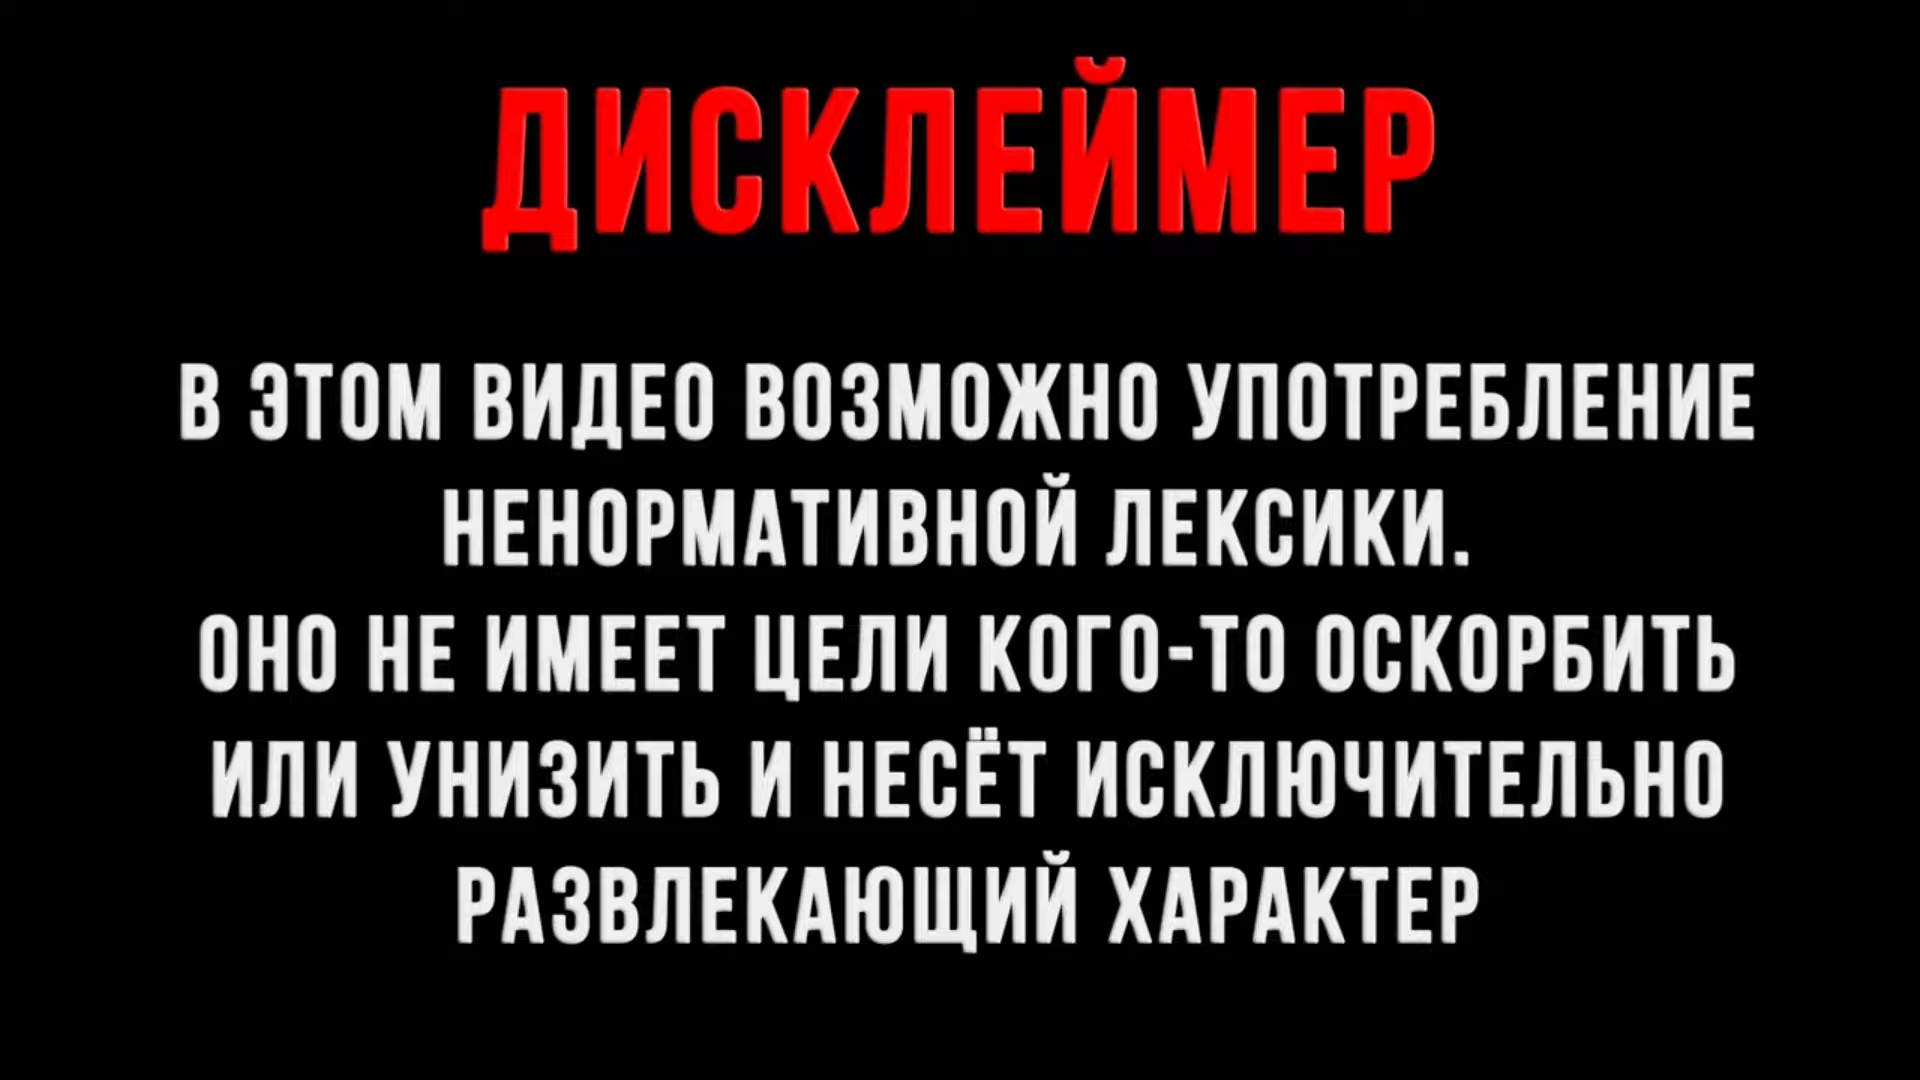 ДИСКЛЕЙМЕР
В ЭТОМ ВИДЕО ВОЗМОЖНО УПОТРЕБЛЕНИЕ
НЕНОРМАТИВНОЙ ЛЕКСИКИ.
ОНО НЕ ИМЕЕТ ЦЕЛИ КОГО-ТО ОСКОРБИТЬ
ИЛИ УНИЗИТЬ И НЕСЁТ ИСКЛЮЧИТЕЛЬНО
РАЗВЛЕКАЮЩИЙ ХАРАКТЕР